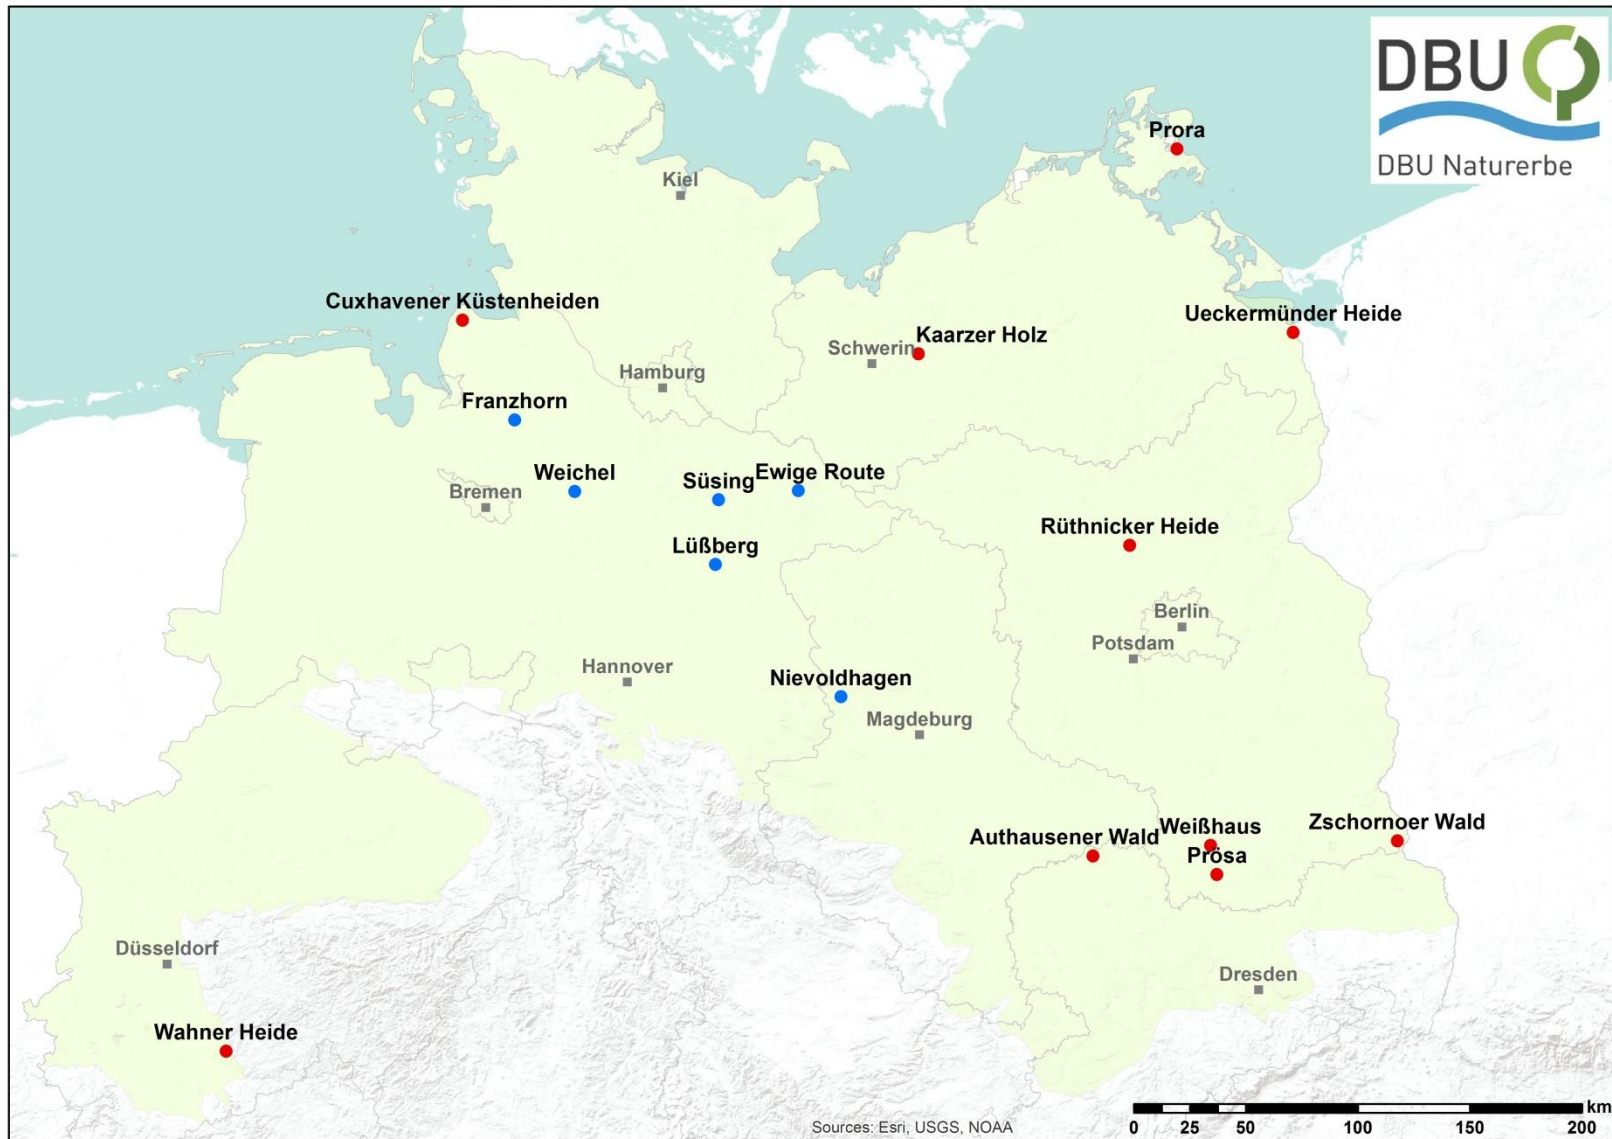 DBU
DBU Naturerbe
Prora
Kiel
Cuxhavener Küstenheiden
Ueckermünder Heide
Kaarzer Holz
Schwerin
Hamburg
Franzhorn
Weichel
Süsing
Ewige Route
Bremen
Rüthnicker Heide
Lüßberg
Berlin
Potsdam
Hannover
Nievoldhagen
Magdeburg
Zschornoer Wald
Weißhaus
Authausener Wald
Prösa
Düsseldorf
Dresden
Wahner Heide
km
Sources: Esri, USGS, NOAA
0 25 50 100 150 200